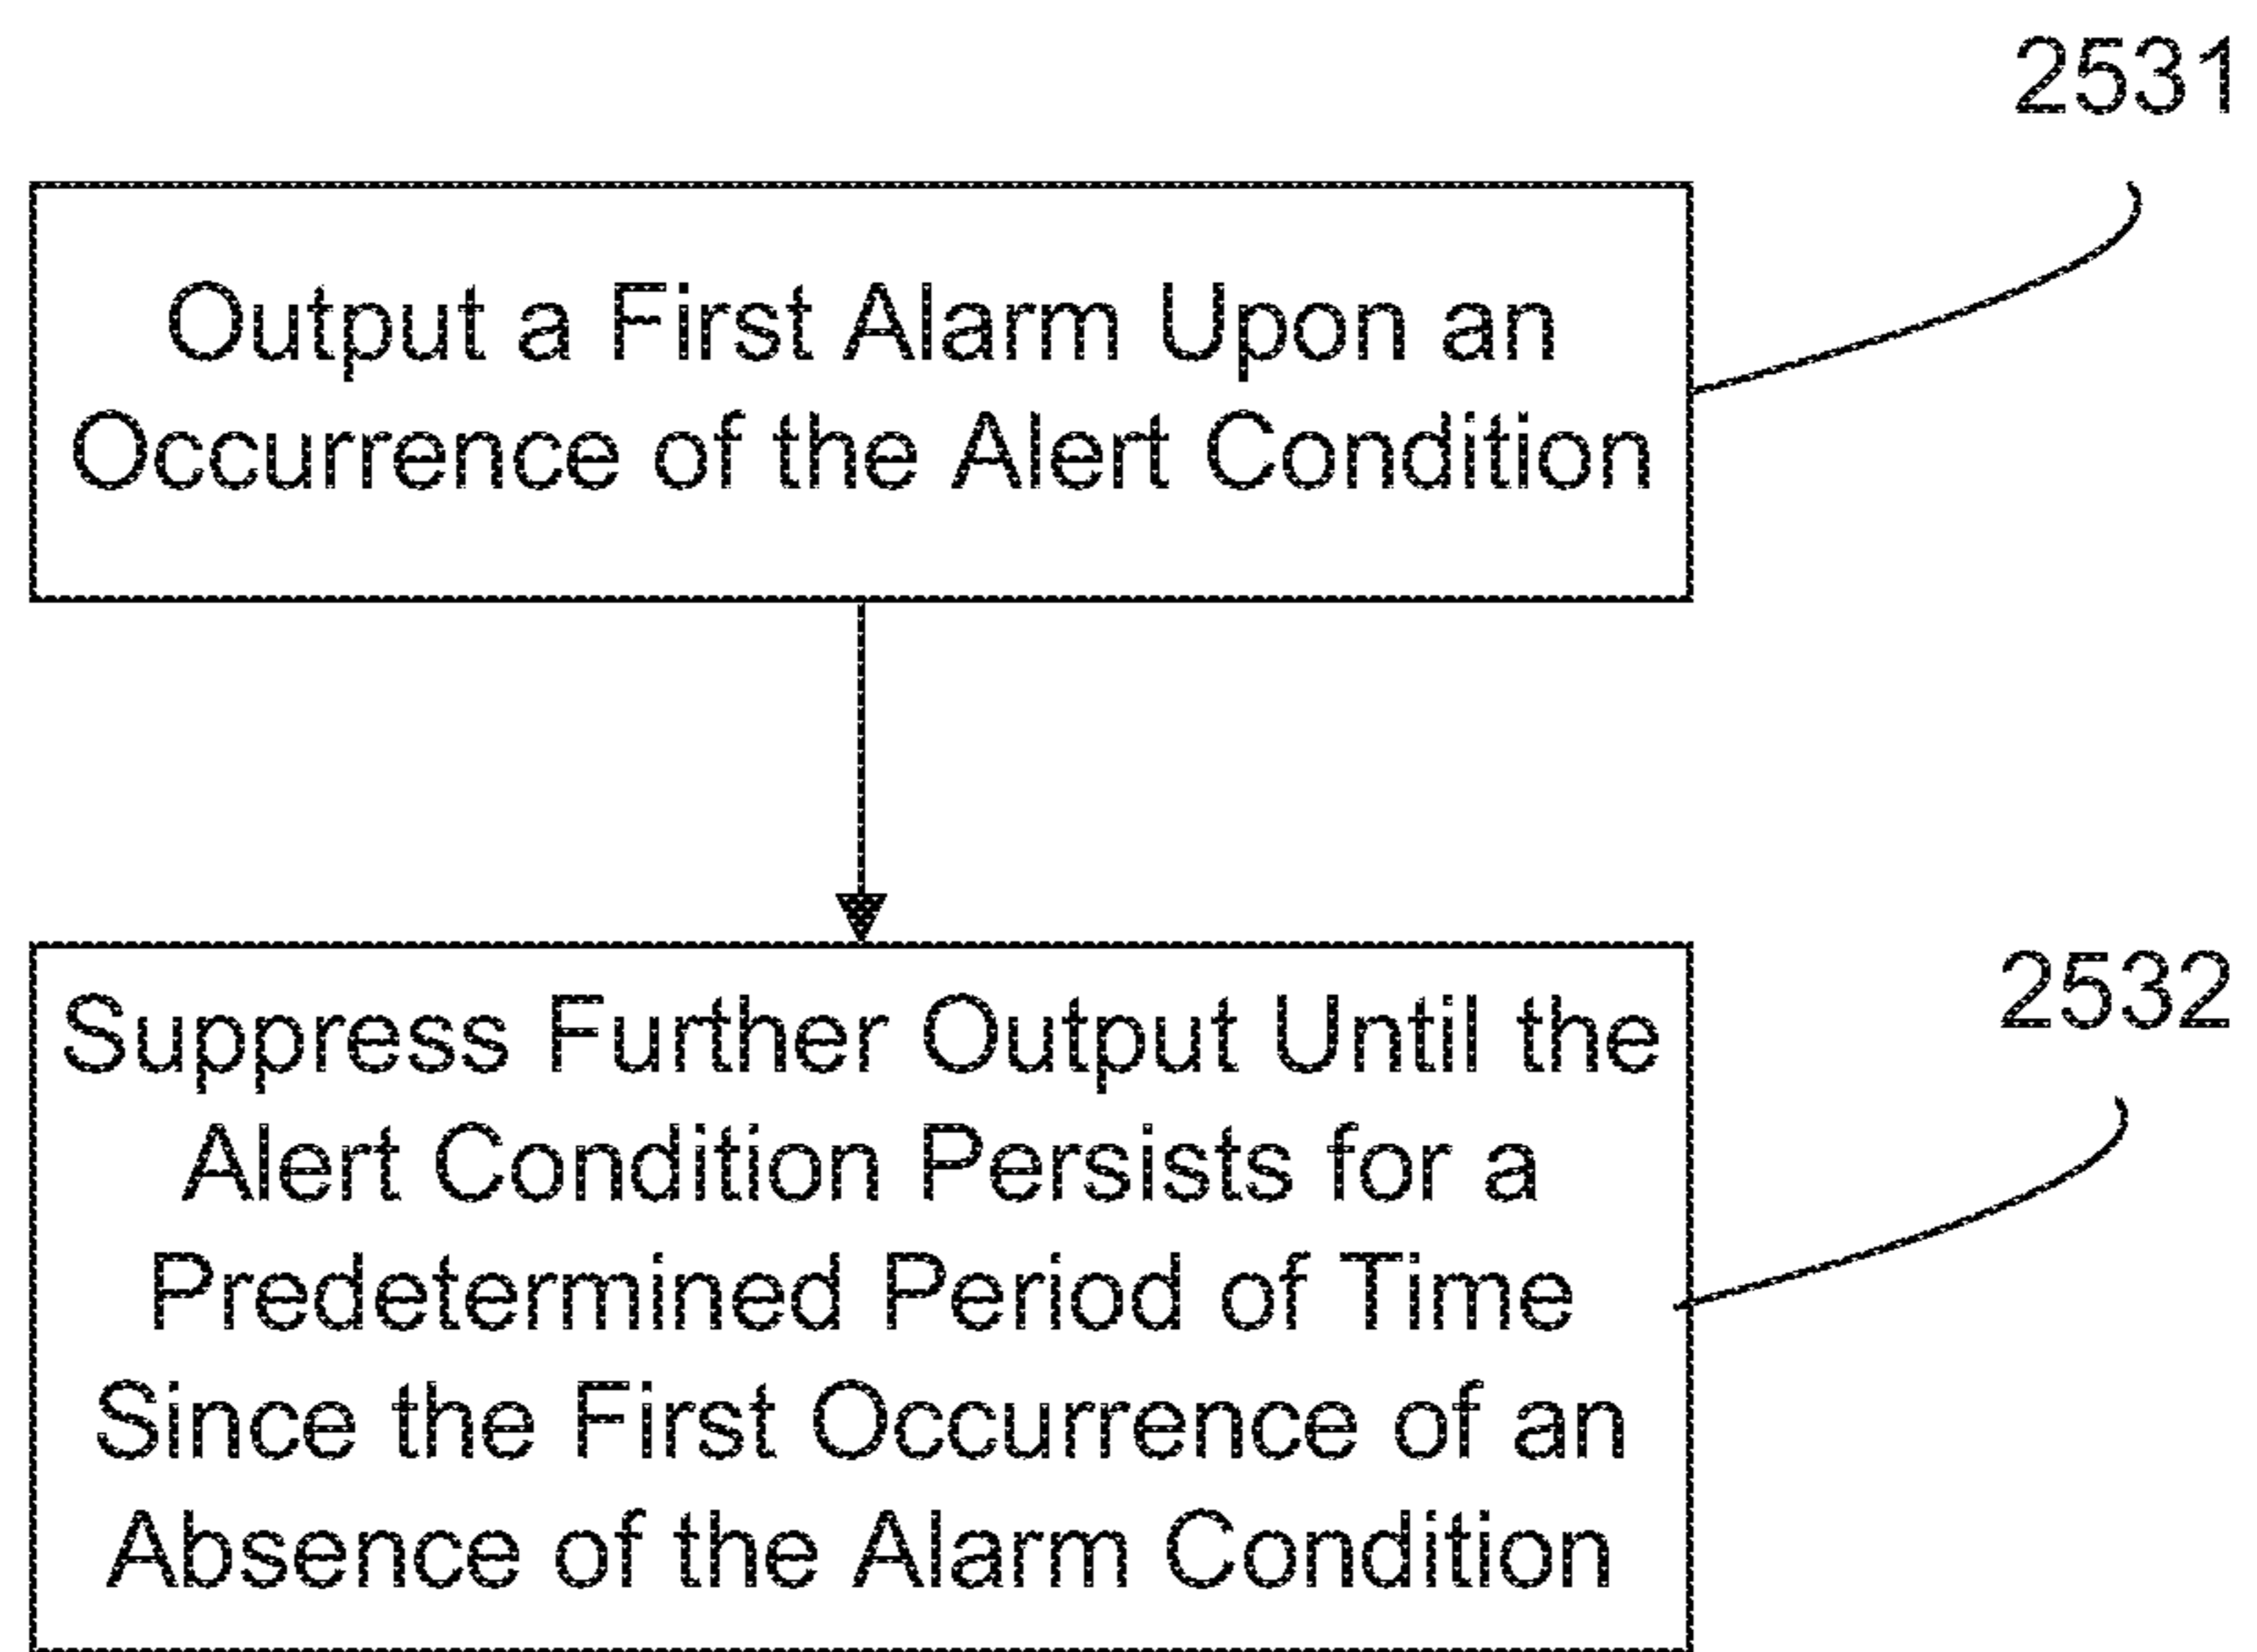 2531
Output a First Alarm Upon an
Occurrence of the Alert Condition
2532
Suppress Further Output Until the
Alert Condition Persists for a
Predetermined Period of Time
Since the First Occurrence of an
Absence of the Alarm Condition